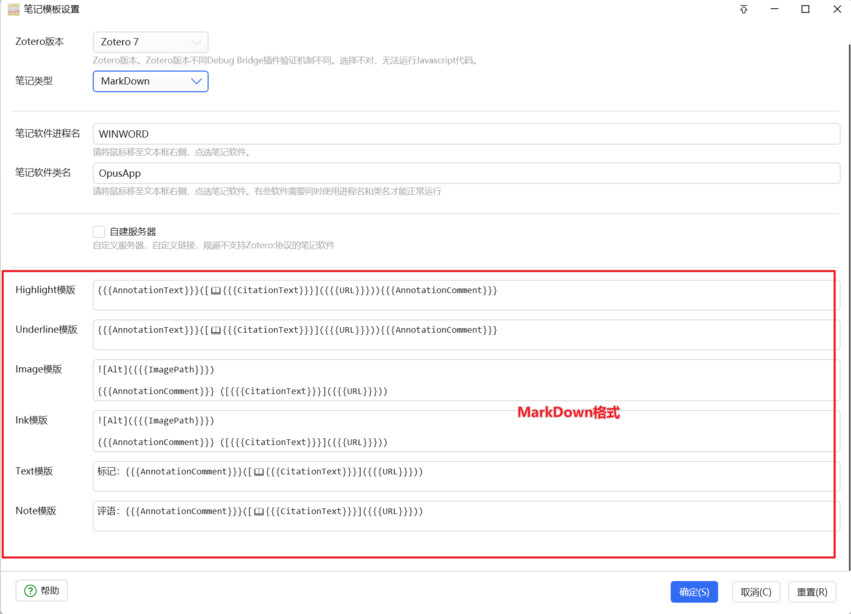 笔记模板设置
Zotero版本 Zotero 7
Zotero版本。Zotero版本不同Debug Bridge插件验证机制不同。选择不对，无法运行Javascript代码。
笔记类型 MarkDown
笔记软件进程名 WINWORD
请将鼠标移至文本框右侧，点选笔记软件。
笔记软件类名 OpusApp
请将鼠标移至文本框右侧，点选笔记软件。有些软件需要同时使用进程名和类名才能正常运行
自建服务器
自定义服务器，自定义链接，规避不支持Zotero:协议的笔记软件
Highlight模版 {{{AnnotationText}}}([📖{{{CitationText}}}]({{{URL}}})){{{AnnotationComment}}}
Underline模版 {{{AnnotationText}}}([📖{{{CitationText}}}]({{{URL}}})){{{AnnotationComment}}}
Image模版 ![Alt]({{{ImagePath}}})
{{{AnnotationComment}}} ([{{{CitationText}}}]({{{URL}}}))
MarkDown格式
Ink模版 ![Alt]({{{ImagePath}}})
{{{AnnotationComment}}} ([{{{CitationText}}}]({{{URL}}}))
Text模版 标记：{{{AnnotationComment}}}([📖{{{CitationText}}}]({{{URL}}}))
Note模版 评语：{{{AnnotationComment}}}([📖{{{CitationText}}}]({{{URL}}}))
帮助 确定(S) 取消(C) 重置(R)